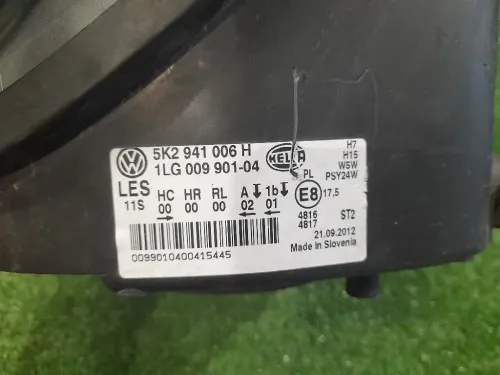 5K2 941 006 H
1LG 009 901-04
HELLA
H7
H15
W5W
PSY24W
LES
11S
HC HR RL A 1b
00 00 00 02 01
PL
E8 17,5
4816
4817
ST2
21.09.2012
Made in Slovenia
0099010400415445